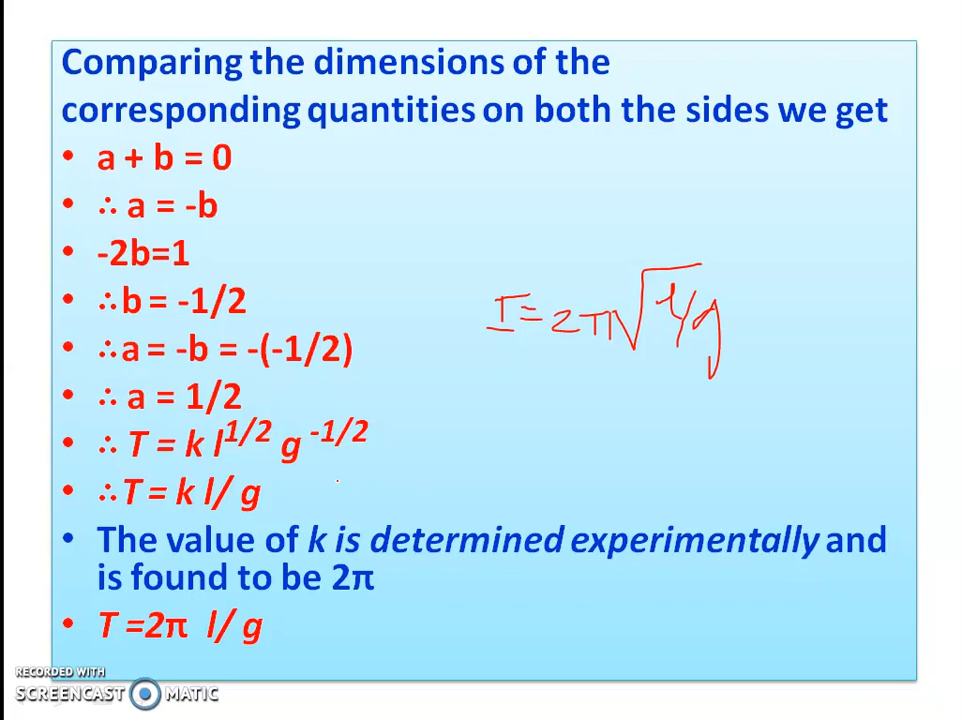 Comparing the dimensions of the
corresponding quantities on both the sides we get
• a + b = 0
• ∴ a = -b
• -2b=1
• ∴b = -1/2
• ∴a = -b = -(-1/2)
• ∴ a = 1/2
• ∴ T = k l^1/2 g^-1/2
• ∴T = k l/ g
• The value of k is determined experimentally and
is found to be 2π
• T =2π l/ g
T = 2π√l/g
RECORDED WITH
SCREENCAST MATIC